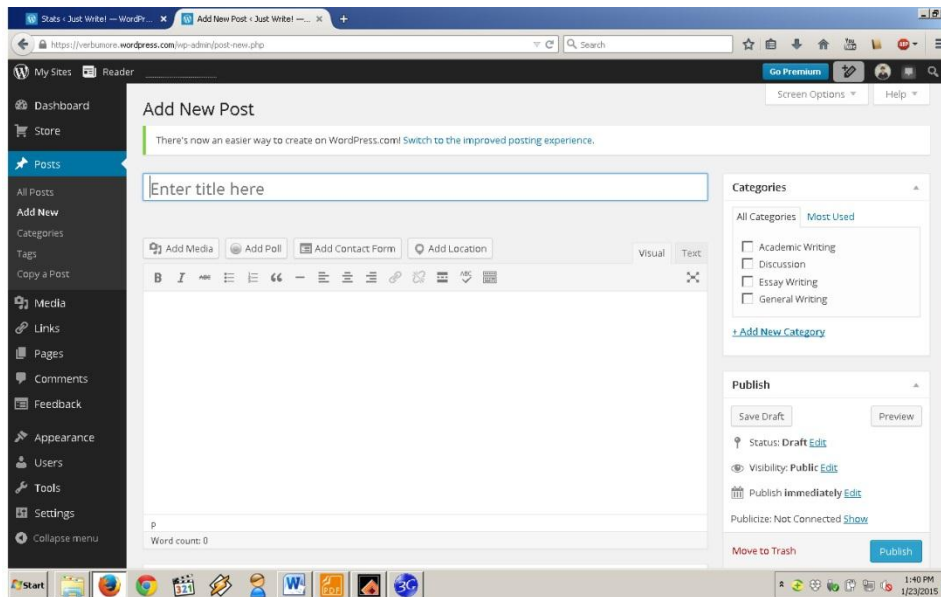 Stats ‹ Just Write! — WordPr...
Add New Post ‹ Just Write! —...
https://verbumore.wordpress.com/wp-admin/post-new.php
Search
My Sites
Reader
Go Premium
Screen Options
Help
Dashboard
Store
Posts
All Posts
Add New
Categories
Tags
Copy a Post
Media
Links
Pages
Comments
Feedback
Appearance
Users
Tools
Settings
Collapse menu
Add New Post
There's now an easier way to create on WordPress.com! Switch to the improved posting experience.
Enter title here
Add Media
Add Poll
Add Contact Form
Add Location
Visual
Text
B I ABC
ABC
P
Word count: 0
Categories
All Categories
Most Used
Academic Writing
Discussion
Essay Writing
General Writing
+ Add New Category
Publish
Save Draft
Preview
Status: Draft Edit
Visibility: Public Edit
Publish immediately Edit
Publicize: Not Connected Show
Move to Trash
Publish
Start
321
W
PDF
3G
1:40 PM
1/23/2015